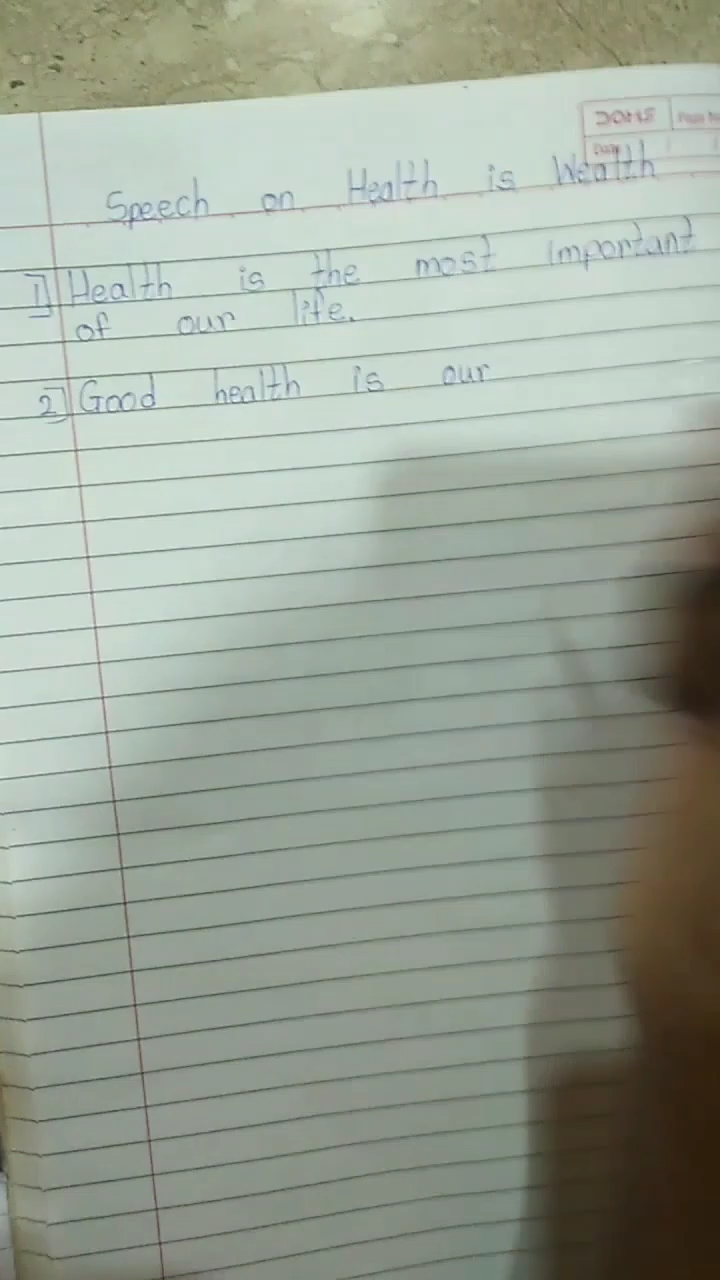 DOMS
Date
Speech on Health is Wealth
1] Health is the most important
of our life.
2] Good health is our